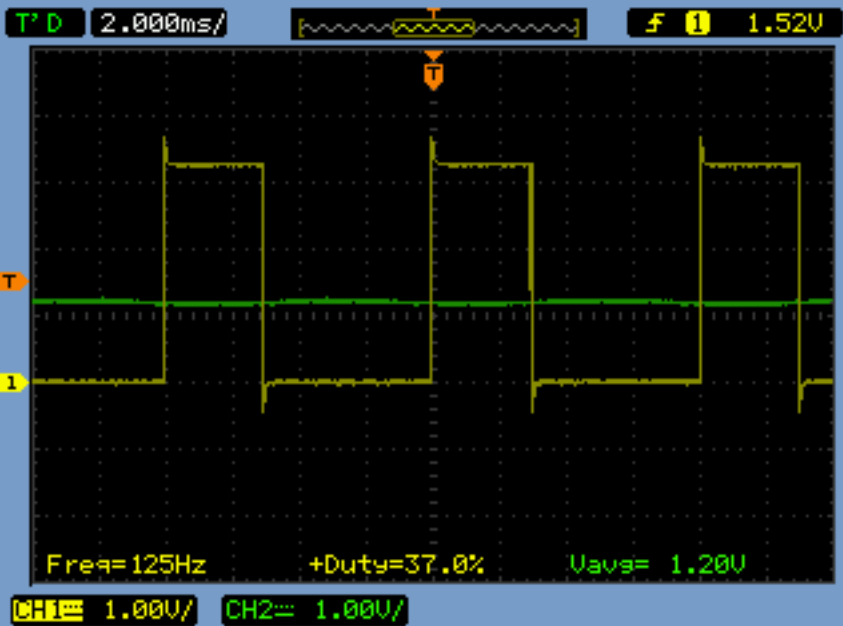 T'D 2.000ms/ T 1 1.52V
T
T
1
Freq=125Hz +Duty=37.0% Vavg= 1.20V
CH1 1.00V/ CH2 1.00V/